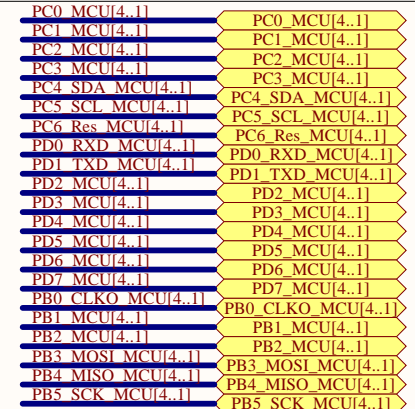 PC0_MCU[4..1] PC0_MCU[4..1]
PC1_MCU[4..1] PC1_MCU[4..1]
PC2_MCU[4..1] PC2_MCU[4..1]
PC3_MCU[4..1] PC3_MCU[4..1]
PC4_SDA_MCU[4..1] PC4_SDA_MCU[4..1]
PC5_SCL_MCU[4..1] PC5_SCL_MCU[4..1]
PC6_Res_MCU[4..1] PC6_Res_MCU[4..1]
PD0_RXD_MCU[4..1] PD0_RXD_MCU[4..1]
PD1_TXD_MCU[4..1] PD1_TXD_MCU[4..1]
PD2_MCU[4..1] PD2_MCU[4..1]
PD3_MCU[4..1] PD3_MCU[4..1]
PD4_MCU[4..1] PD4_MCU[4..1]
PD5_MCU[4..1] PD5_MCU[4..1]
PD6_MCU[4..1] PD6_MCU[4..1]
PD7_MCU[4..1] PD7_MCU[4..1]
PB0_CLKO_MCU[4..1] PB0_CLKO_MCU[4..1]
PB1_MCU[4..1] PB1_MCU[4..1]
PB2_MCU[4..1] PB2_MCU[4..1]
PB3_MOSI_MCU[4..1] PB3_MOSI_MCU[4..1]
PB4_MISO_MCU[4..1] PB4_MISO_MCU[4..1]
PB5_SCK_MCU[4..1] PB5_SCK_MCU[4..1]